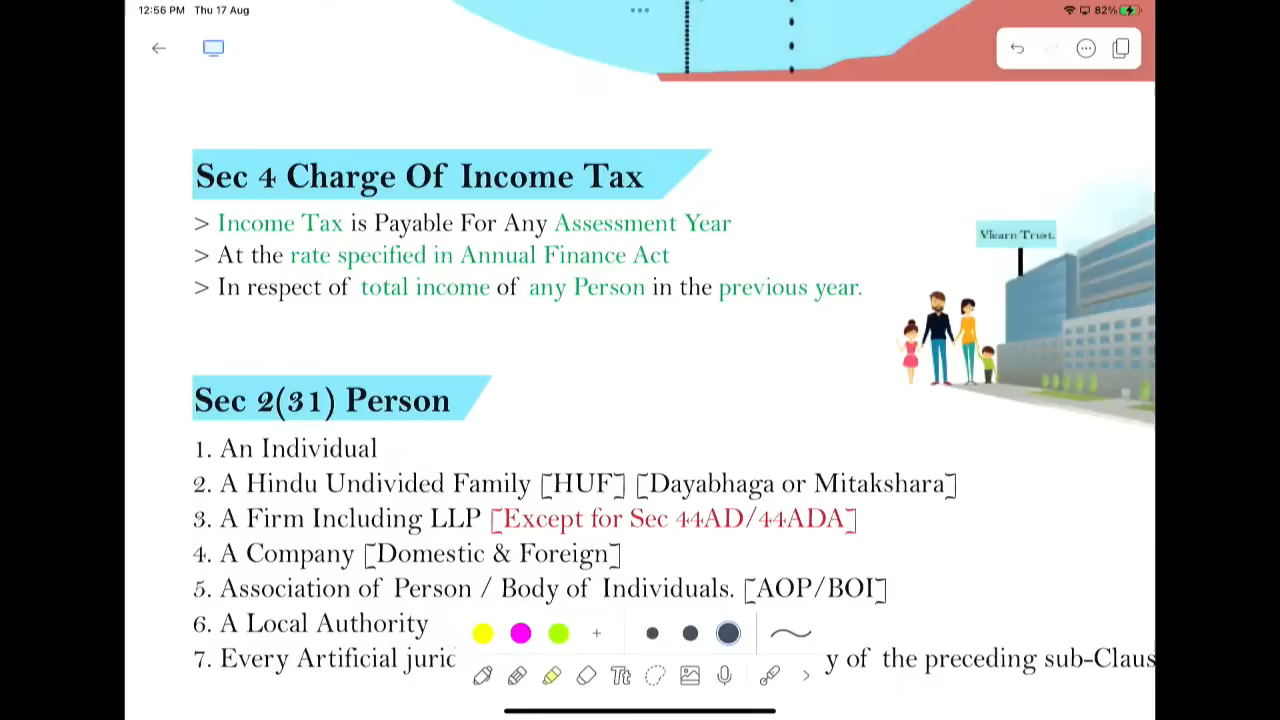 12:56 PM Thu 17 Aug
82%
Sec 4 Charge Of Income Tax
> Income Tax is Payable For Any Assessment Year
> At the rate specified in Annual Finance Act
> In respect of total income of any Person in the previous year.
Vlearn Trust.
Sec 2(31) Person
1. An Individual
2. A Hindu Undivided Family [HUF] [Dayabhaga or Mitakshara]
3. A Firm Including LLP [Except for Sec 44AD/44ADA]
4. A Company [Domestic & Foreign]
5. Association of Person / Body of Individuals. [AOP/BOI]
6. A Local Authority
7. Every Artificial juric y of the preceding sub-Claus
Tt